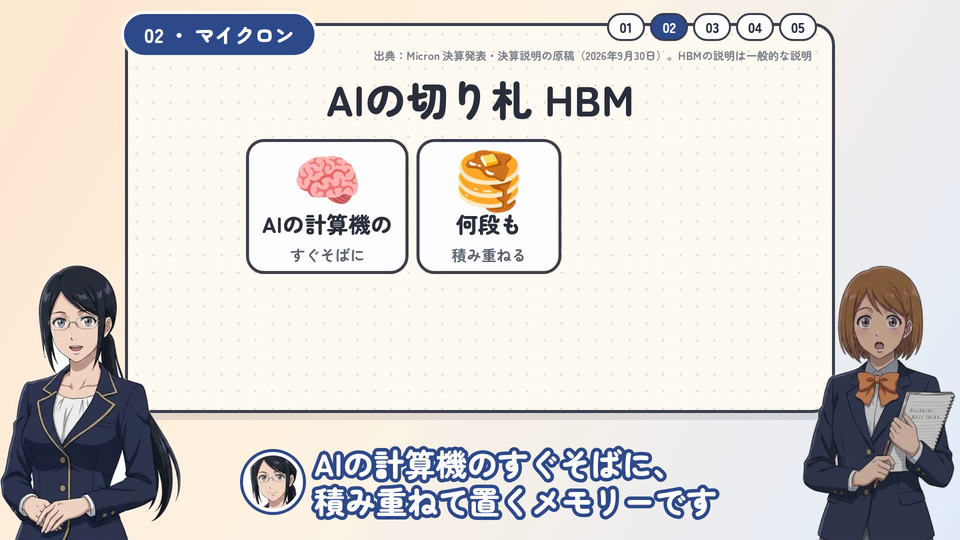 02 ・ マイクロン
01 02 03 04 05
出典：Micron 決算発表・決算説明の原稿（2026年9月30日）。HBMの説明は一般的な説明
AIの切り札 HBM
AIの計算機の
すぐそばに
何段も
積み重ねる
AIの計算機のすぐそばに、
積み重ねて置くメモリーです